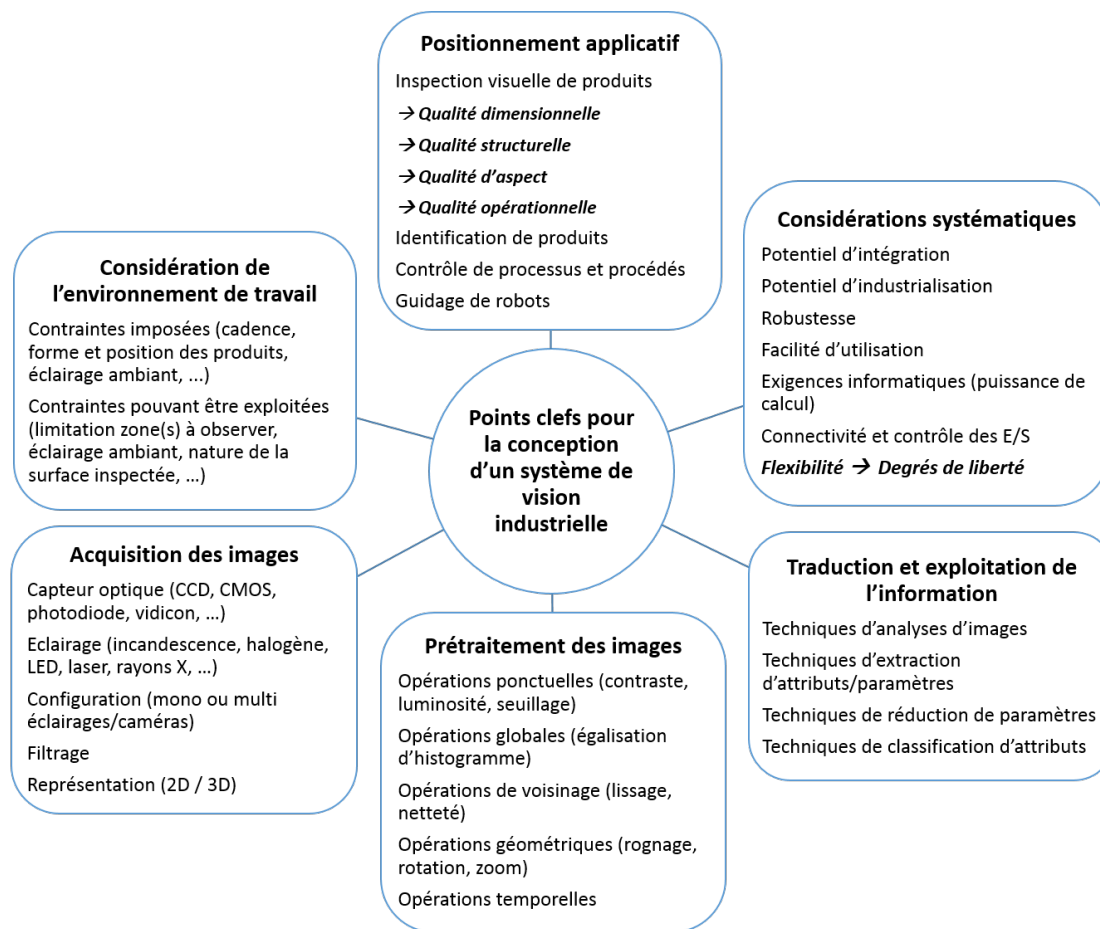 Positionnement applicatif
Inspection visuelle de produits
→ Qualité dimensionnelle
→ Qualité structurelle
→ Qualité d’aspect
→ Qualité opérationnelle
Identification de produits
Contrôle de processus et procédés
Guidage de robots
Considérations systématiques
Potentiel d’intégration
Potentiel d’industrialisation
Robustesse
Facilité d’utilisation
Exigences informatiques (puissance de
calcul)
Connectivité et contrôle des E/S
Flexibilité → Degrés de liberté
Considération de
l’environnement de travail
Contraintes imposées (cadence,
forme et position des produits,
éclairage ambiant, ...)
Contraintes pouvant être exploitées
(limitation zone(s) à observer,
éclairage ambiant, nature de la
surface inspectée, ...)
Points clefs pour
la conception
d’un système de
vision
industrielle
Acquisition des images
Capteur optique (CCD, CMOS,
photodiode, vidicon, ...)
Eclairage (incandescence, halogène,
LED, laser, rayons X, ...)
Configuration (mono ou multi
éclairages/caméras)
Filtrage
Représentation (2D / 3D)
Prétraitement des images
Opérations ponctuelles (contraste,
luminosité, seuillage)
Opérations globales (égalisation
d’histogramme)
Opérations de voisinage (lissage,
netteté)
Opérations géométriques (rognage,
rotation, zoom)
Opérations temporelles
Traduction et exploitation de
l’information
Techniques d’analyses d’images
Techniques d’extraction
d’attributs/paramètres
Techniques de réduction de paramètres
Techniques de classification d’attributs